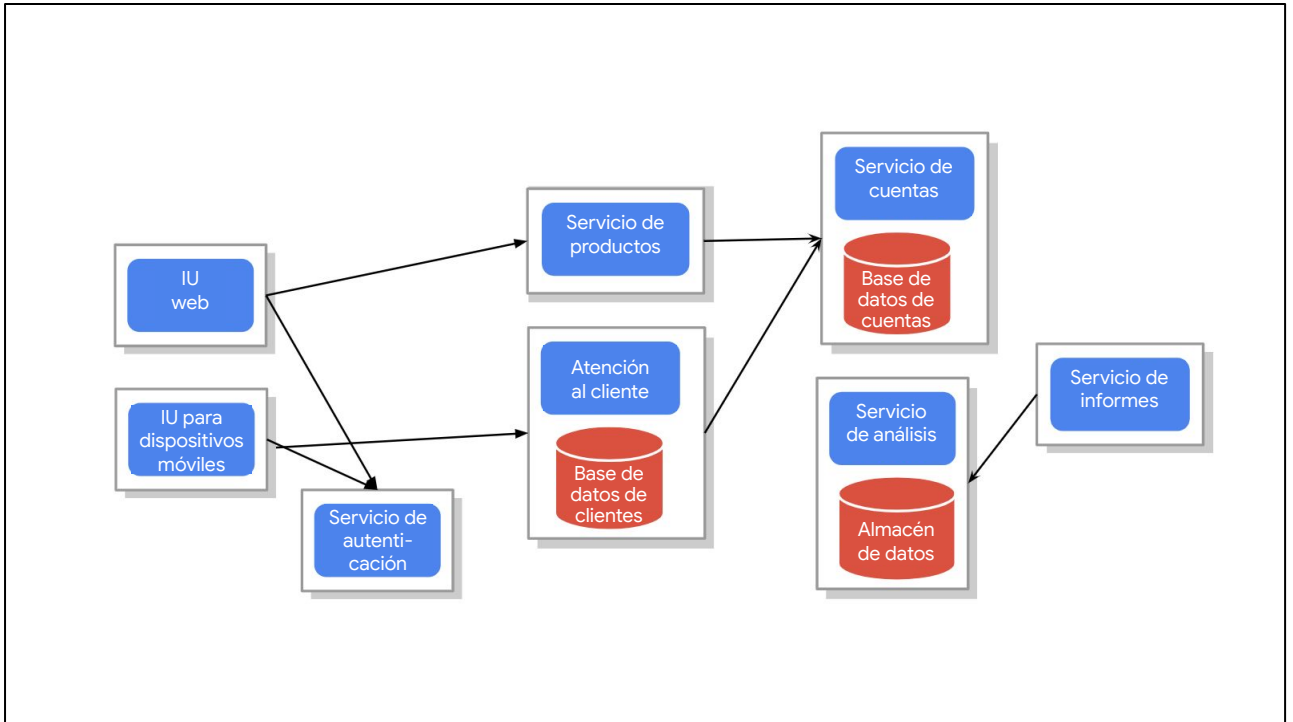 IU
web
IU para
dispositivos
móviles
Servicio de
autenti-
cación
Servicio de
productos
Atención
al cliente
Base de
datos de
clientes
Servicio de
cuentas
Base de
datos de
cuentas
Servicio
de análisis
Almacén
de datos
Servicio de
informes